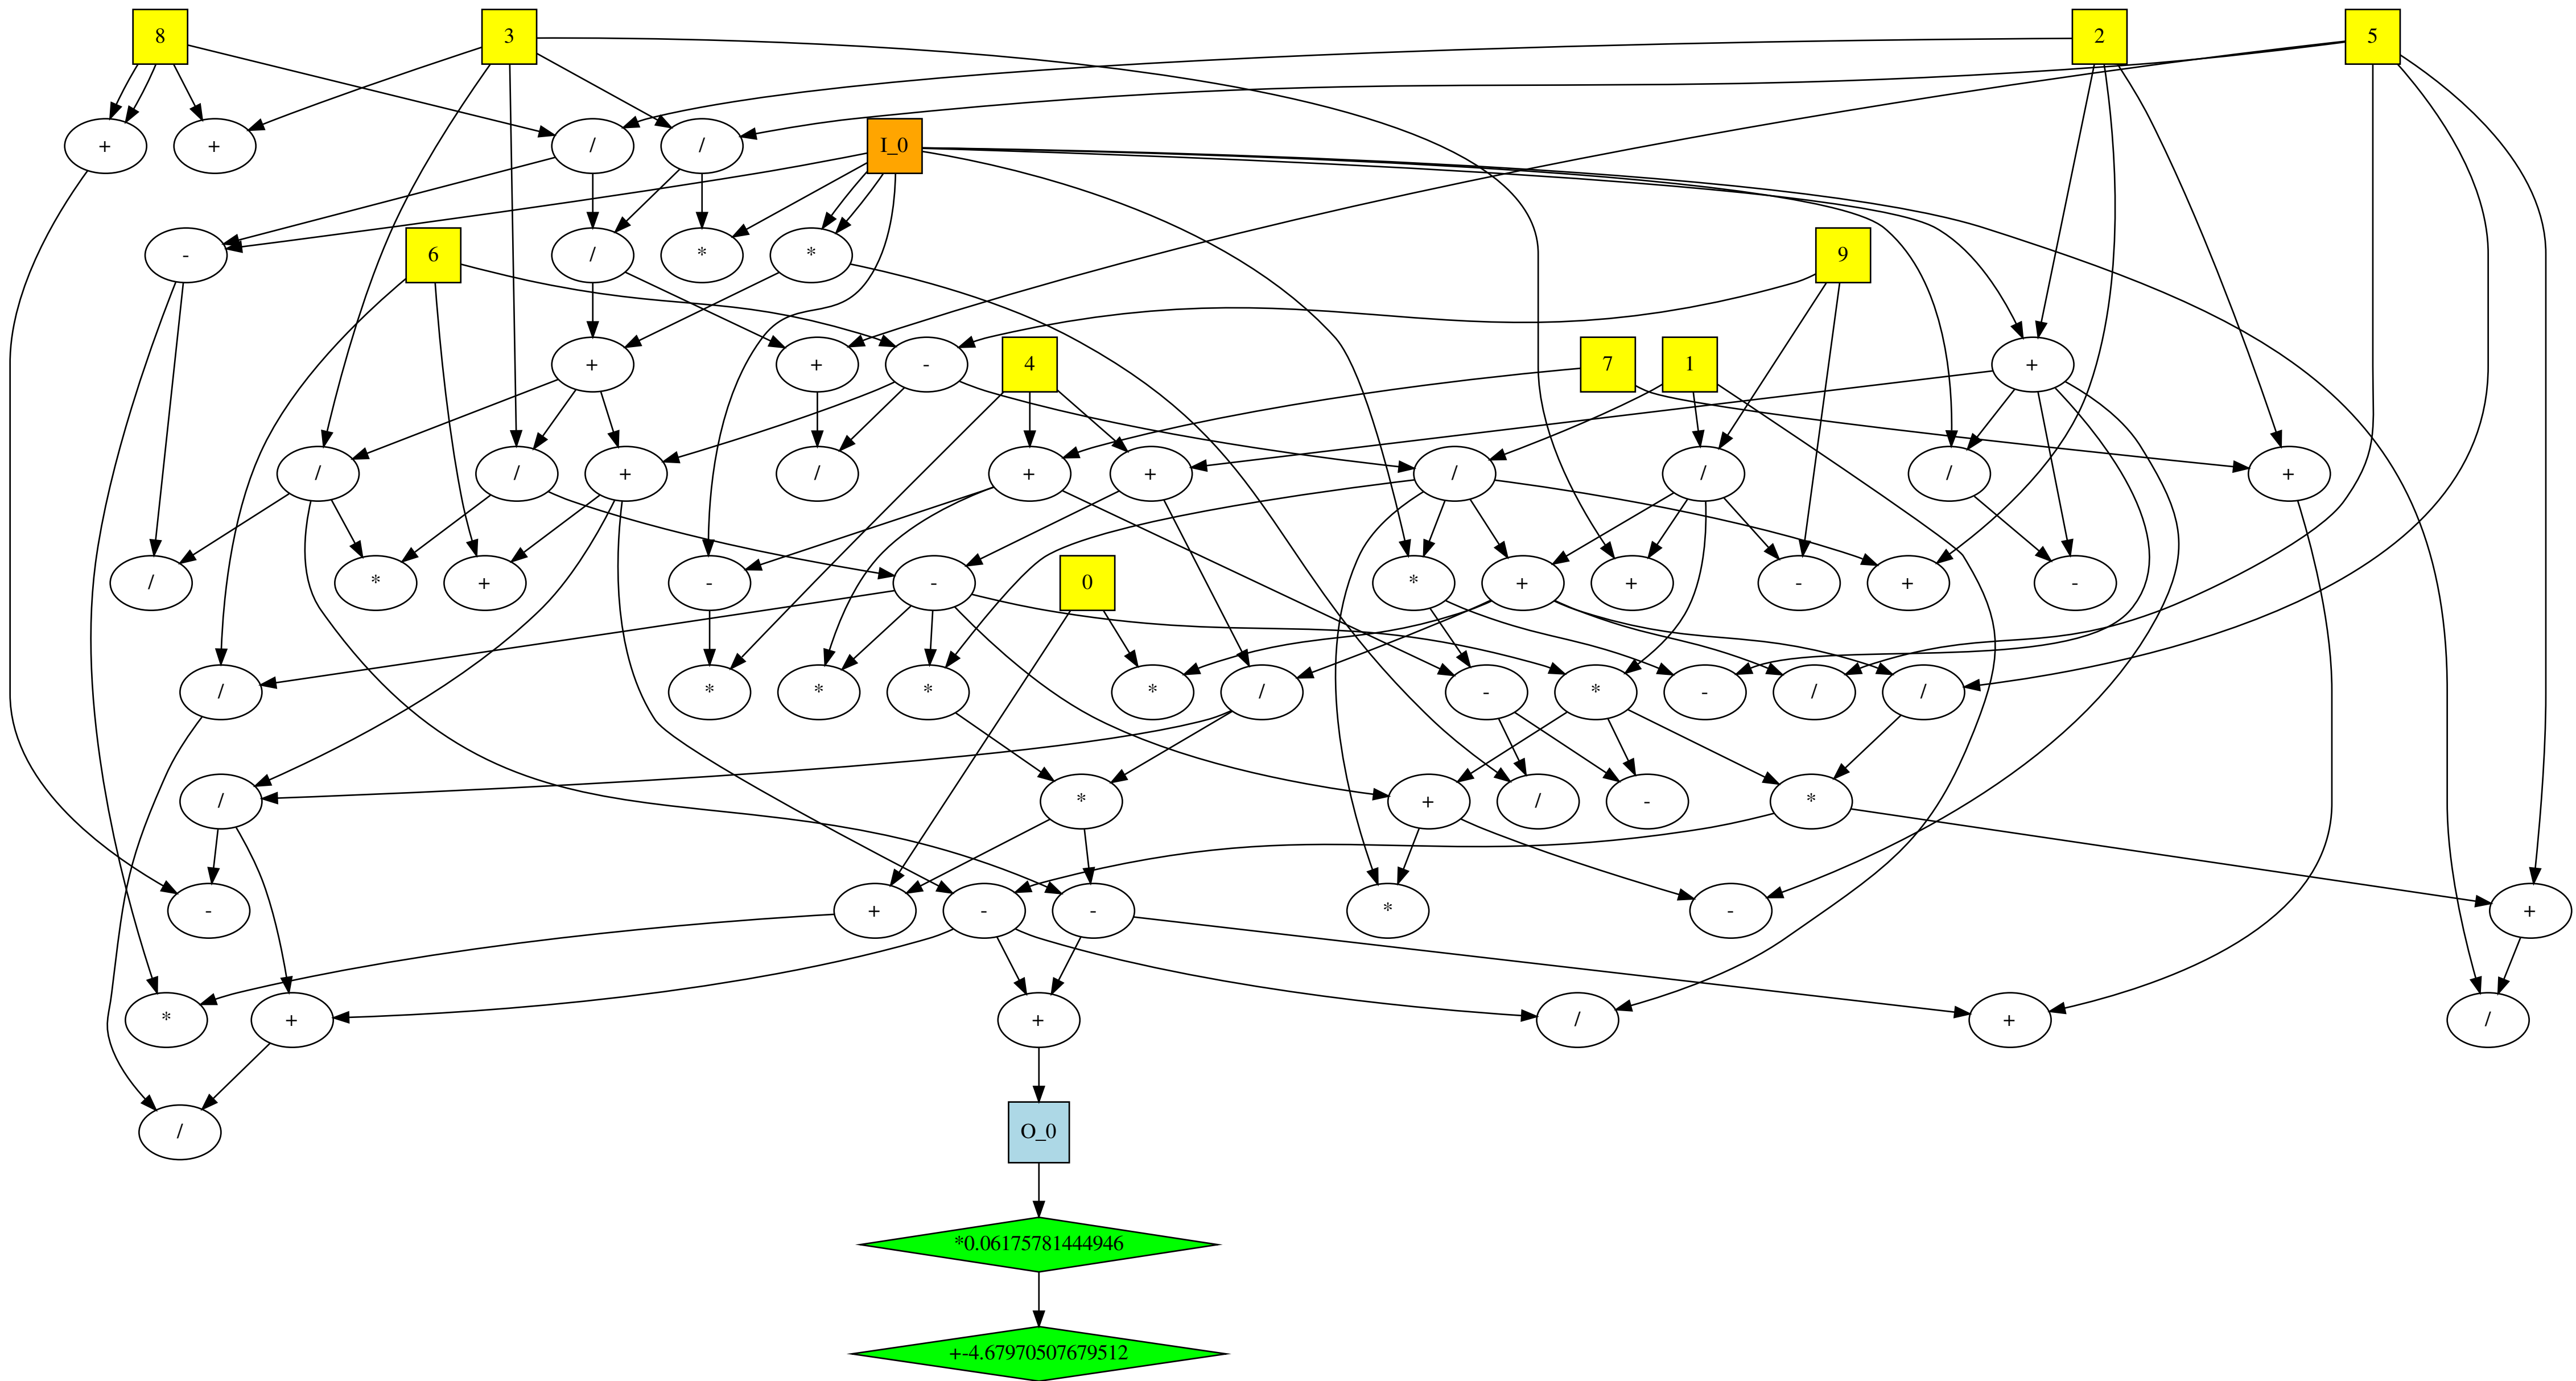 8 3 2 5
+ + / / I_0
- 6 / * * 9
+ + - 4 7 1 +
/ / + / + + / / / +
/ * + - - 0 * + + - + -
/ * * * * / - * - / /
/ * + / - *
- + - - * - +
* + + / + /
/ O_0
*0.06175781444946
+-4.67970507679512